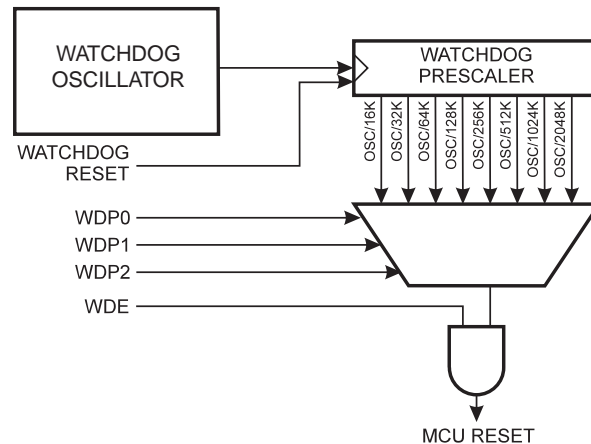 WATCHDOG
OSCILLATOR
WATCHDOG
PRESCALER
WATCHDOG
RESET
OSC/16K
OSC/32K
OSC/64K
OSC/128K
OSC/256K
OSC/512K
OSC/1024K
OSC/2048K
WDP0
WDP1
WDP2
WDE
MCU RESET